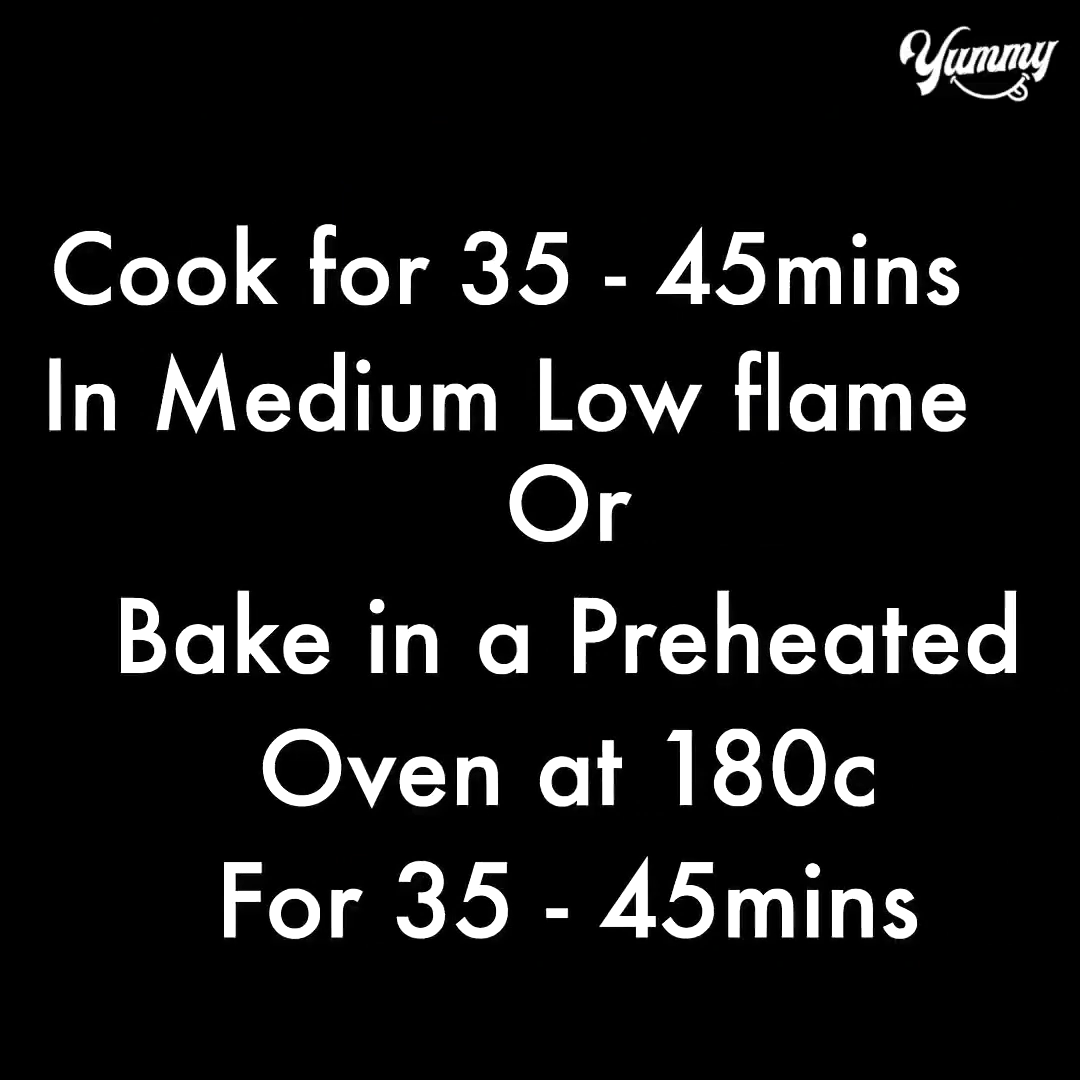 Yummy
Cook for 35 - 45mins
In Medium Low flame
Or
Bake in a Preheated
Oven at 180c
For 35 - 45mins